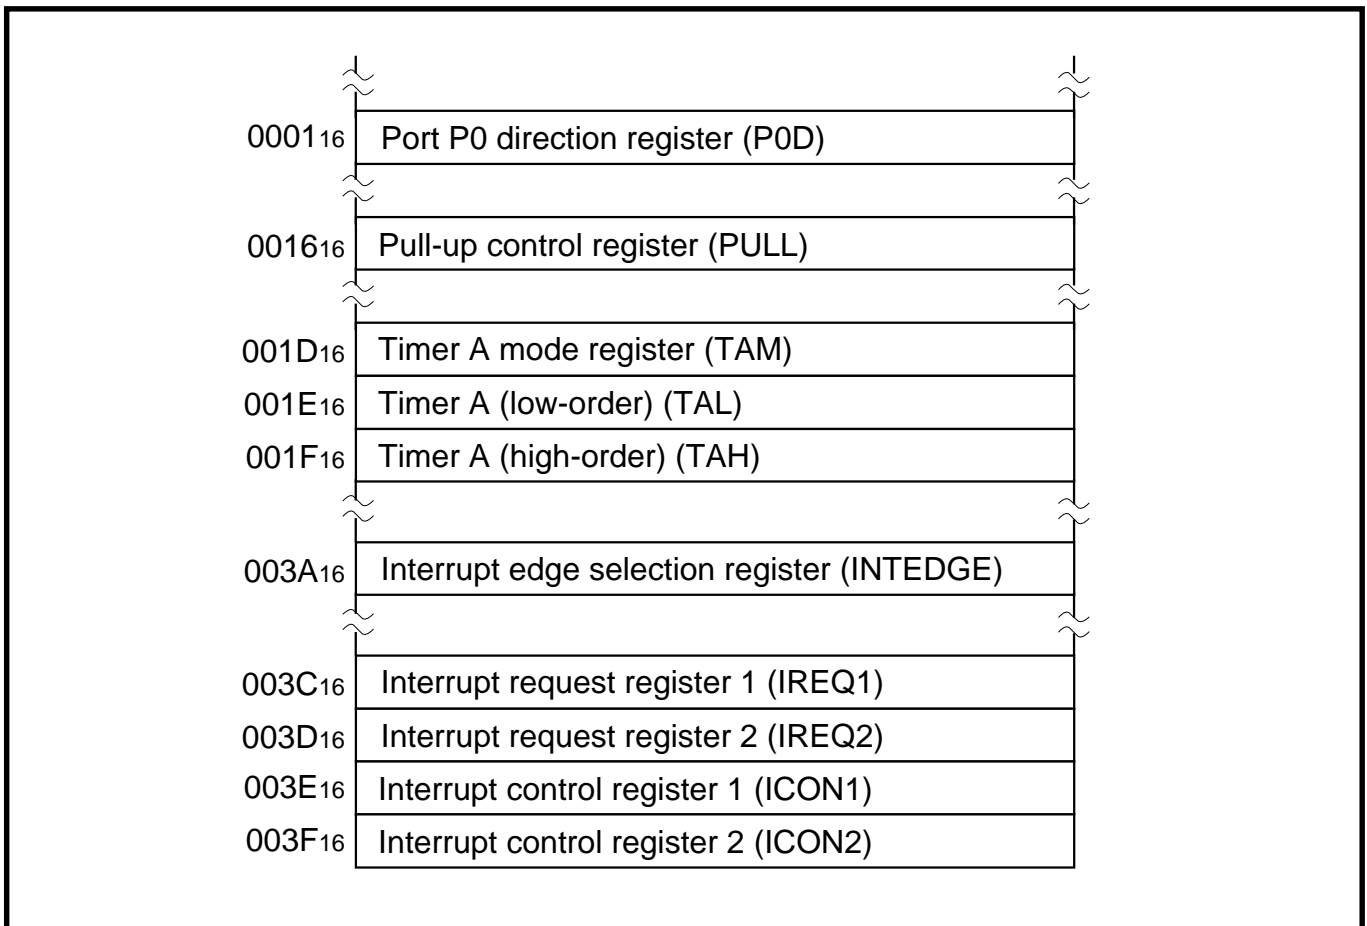 000116 Port P0 direction register (P0D)
001616 Pull-up control register (PULL)
001D16 Timer A mode register (TAM)
001E16 Timer A (low-order) (TAL)
001F16 Timer A (high-order) (TAH)
003A16 Interrupt edge selection register (INTEDGE)
003C16 Interrupt request register 1 (IREQ1)
003D16 Interrupt request register 2 (IREQ2)
003E16 Interrupt control register 1 (ICON1)
003F16 Interrupt control register 2 (ICON2)